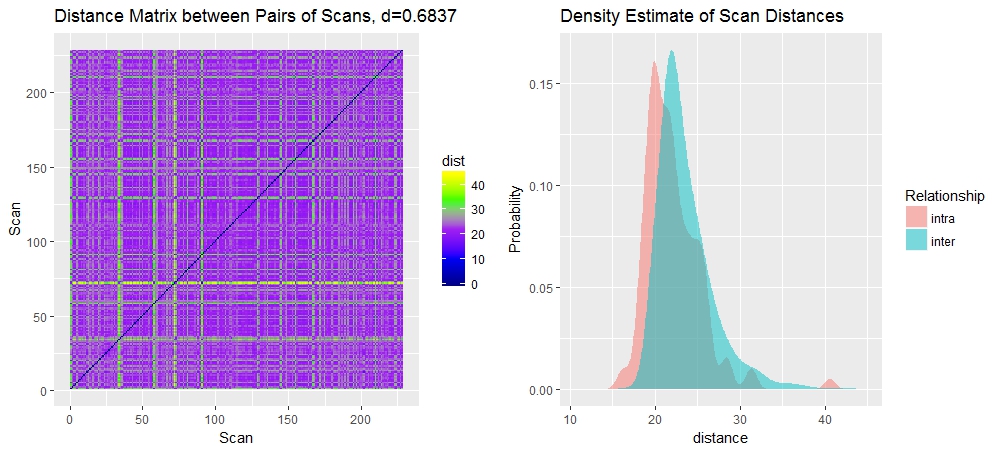 Distance Matrix between Pairs of Scans, d=0.6837
Scan
200
150
100
50
0
0
50
100
150
200
Scan
dist
40
30
20
10
0
Density Estimate of Scan Distances
Probability
0.15
0.10
0.05
0.00
10
20
30
40
distance
Relationship
intra
inter